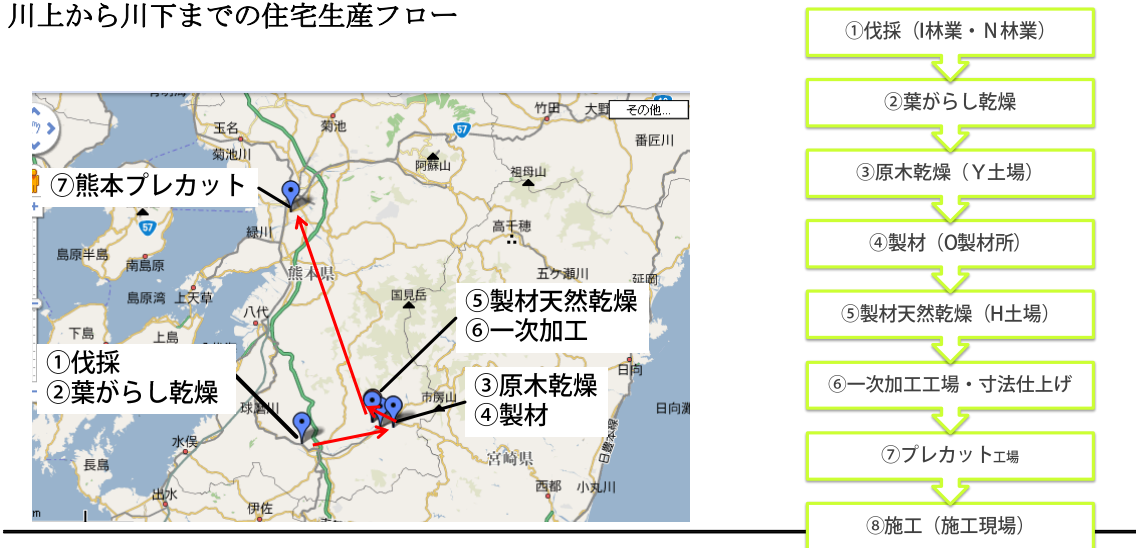 川上から川下までの住宅生産フロー
①伐採（I林業・N林業）
②葉がらし乾燥
③原木乾燥（Y土場）
④製材（O製材所）
⑤製材天然乾燥（H土場）
⑥一次加工工場・寸法仕上げ
⑦プレカット工場
⑧施工（施工現場）
その他...
竹田
大野
玉名
菊池
57
番匠川
菊池川
阿蘇山
祖母山
⑦熊本プレカット
57
緑川
高千穂
島原半島
南島原
熊本県
五ケ瀬川
延岡
島原湾
上天草
国見岳
⑤製材天然乾燥
⑥一次加工
八代
下島
上島
①伐採
②葉がらし乾燥
日向
③原木乾燥
④製材
市房山
球磨川
日向灘
水俣
日豊本線
長島
宮崎県
出水
伊佐
西都
小丸川